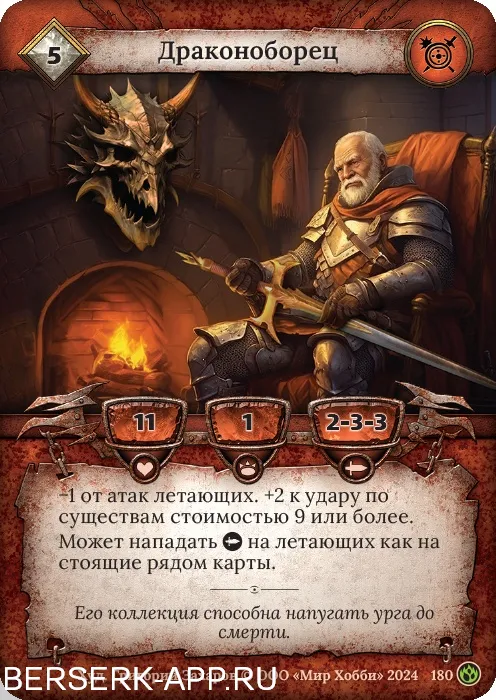 5
Драконоборец
11
1
2-3-3
–1 от атак летающих. +2 к удару по
существам стоимостью 9 или более.
Может нападать на летающих как на
стоящие рядом карты.
Его коллекция способна напугать урга до
смерти.
ООО «Мир Хобби» 2024 180
BERSERK-APP.RU